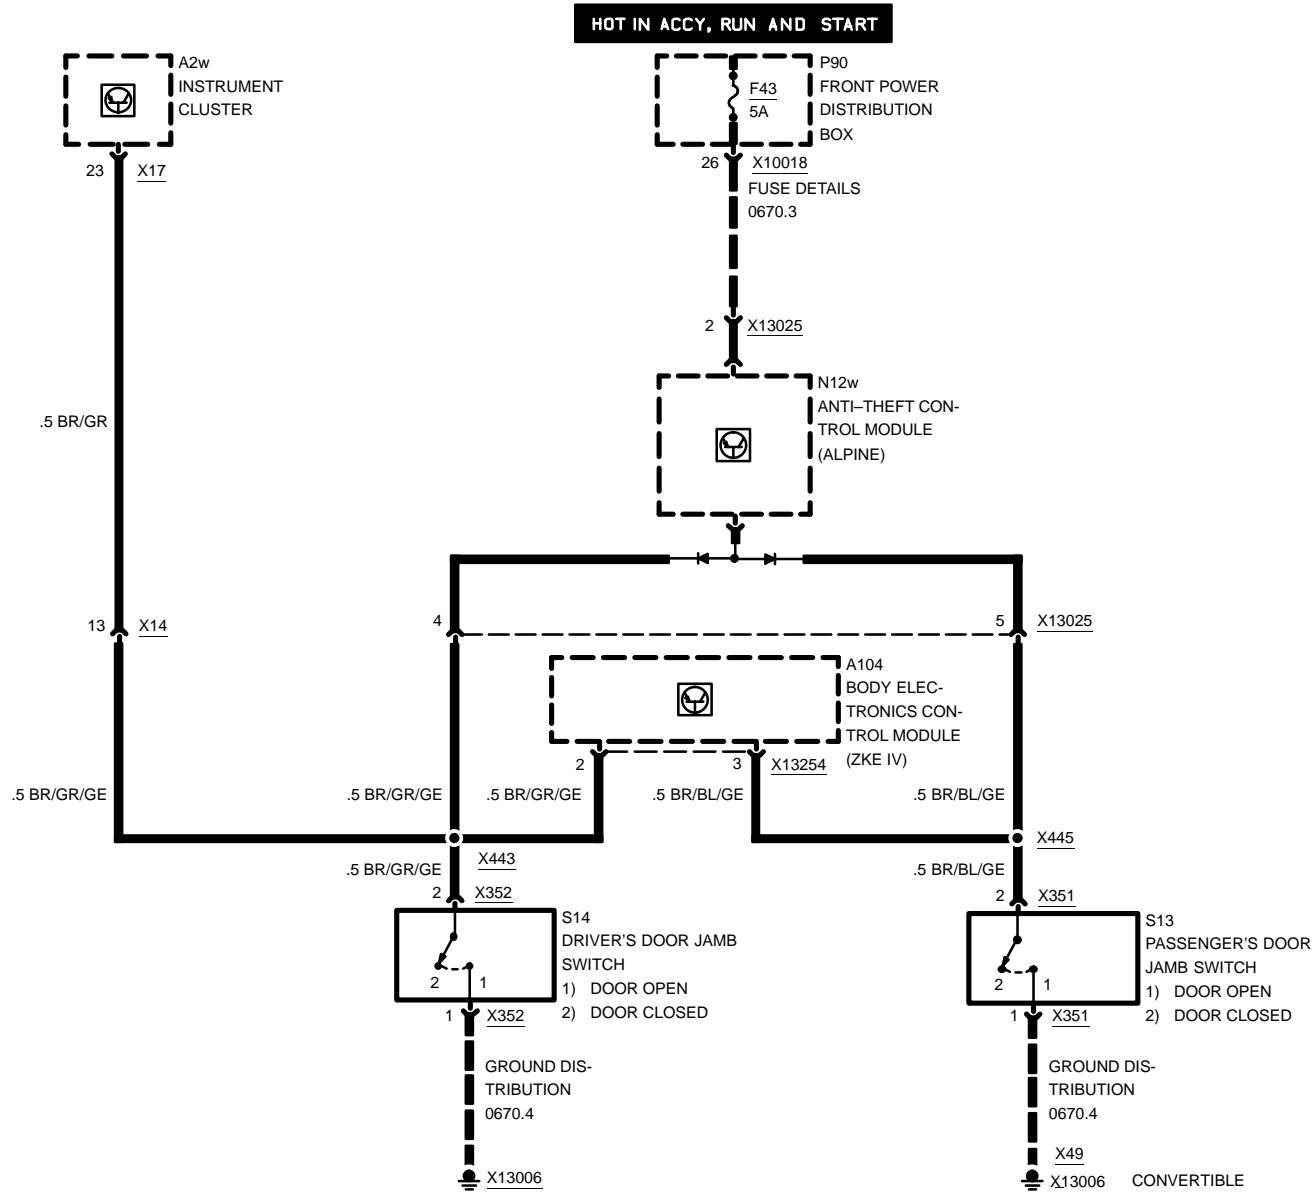 HOT IN ACCY, RUN AND START
A2w
INSTRUMENT
CLUSTER
P90
FRONT POWER
DISTRIBUTION
BOX
F43
5A
23 X17
26 X10018
FUSE DETAILS
0670.3
2 X13025
N12w
ANTI–THEFT CON-
TROL MODULE
(ALPINE)
.5 BR/GR
13 X14
4
5 X13025
A104
BODY ELEC-
TRONICS CON-
TROL MODULE
(ZKE IV)
2
3 X13254
.5 BR/GR/GE
.5 BR/GR/GE
.5 BR/GR/GE
.5 BR/BL/GE
.5 BR/BL/GE
X443
X445
.5 BR/GR/GE
.5 BR/BL/GE
2 X352
2 X351
S14
DRIVER'S DOOR JAMB
SWITCH
1) DOOR OPEN
2) DOOR CLOSED
2 1
S13
PASSENGER'S DOOR
JAMB SWITCH
1) DOOR OPEN
2) DOOR CLOSED
2 1
1 X352
1 X351
GROUND DIS-
TRIBUTION
0670.4
GROUND DIS-
TRIBUTION
0670.4
X13006
X49
X13006 CONVERTIBLE